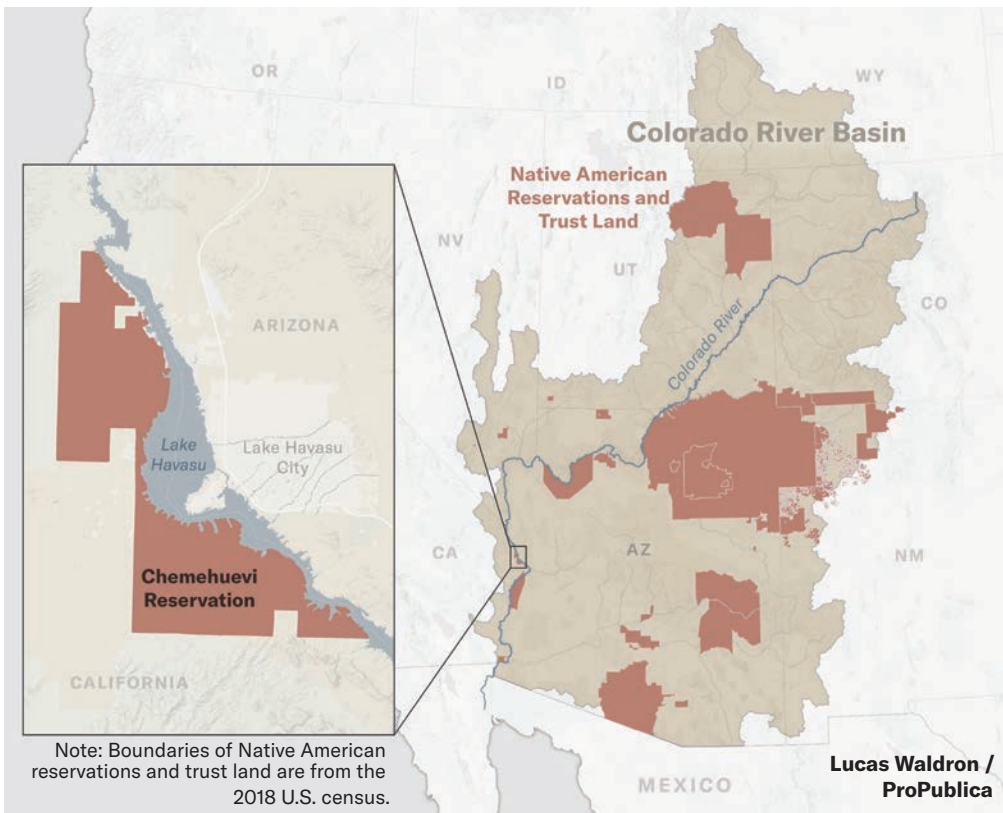 OR
ID
WY
Colorado River Basin
Native American
Reservations and
Trust Land
NV
UT
CO
Colorado River
ARIZONA
Lake
Havasu
Lake Havasu
City
CA
AZ
NM
Chemehuevi
Reservation
CALIFORNIA
Note: Boundaries of Native American
reservations and trust land are from the
2018 U.S. census.
MEXICO
Lucas Waldron /
ProPublica